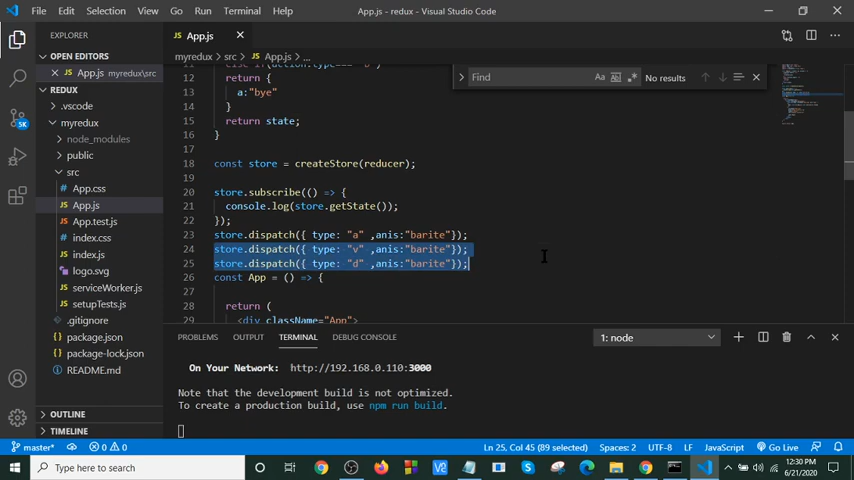 File Edit Selection View Go Run Terminal Help App.js - redux - Visual Studio Code
EXPLORER
OPEN EDITORS
App.js myredux\src
REDUX
.vscode
myredux
node_modules
public
src
App.css
App.js
App.test.js
index.css
index.js
logo.svg
serviceWorker.js
setupTests.js
.gitignore
package.json
package-lock.json
README.md
OUTLINE
TIMELINE
5K
App.js
myredux > src > App.js > ...
Find Aa No results
12 return {
13 a:"bye"
14 }
15 return state;
16 }
17
18 const store = createStore(reducer);
19
20 store.subscribe(() => {
21 console.log(store.getState());
22 });
23 store.dispatch({ type: "a" ,anis:"barite"});
24 store.dispatch({ type: "v" ,anis:"barite"});
25 store.dispatch({ type: "d" ,anis:"barite"});
26 const App = () => {
27
28 return (
29 <div className="App">
PROBLEMS OUTPUT TERMINAL DEBUG CONSOLE 1: node
On Your Network: http://192.168.0.110:3000
Note that the development build is not optimized.
To create a production build, use npm run build.
master* 0 0 Ln 25, Col 45 (89 selected) Spaces: 2 UTF-8 LF JavaScript Go Live
Type here to search
12:30 PM
6/21/2020